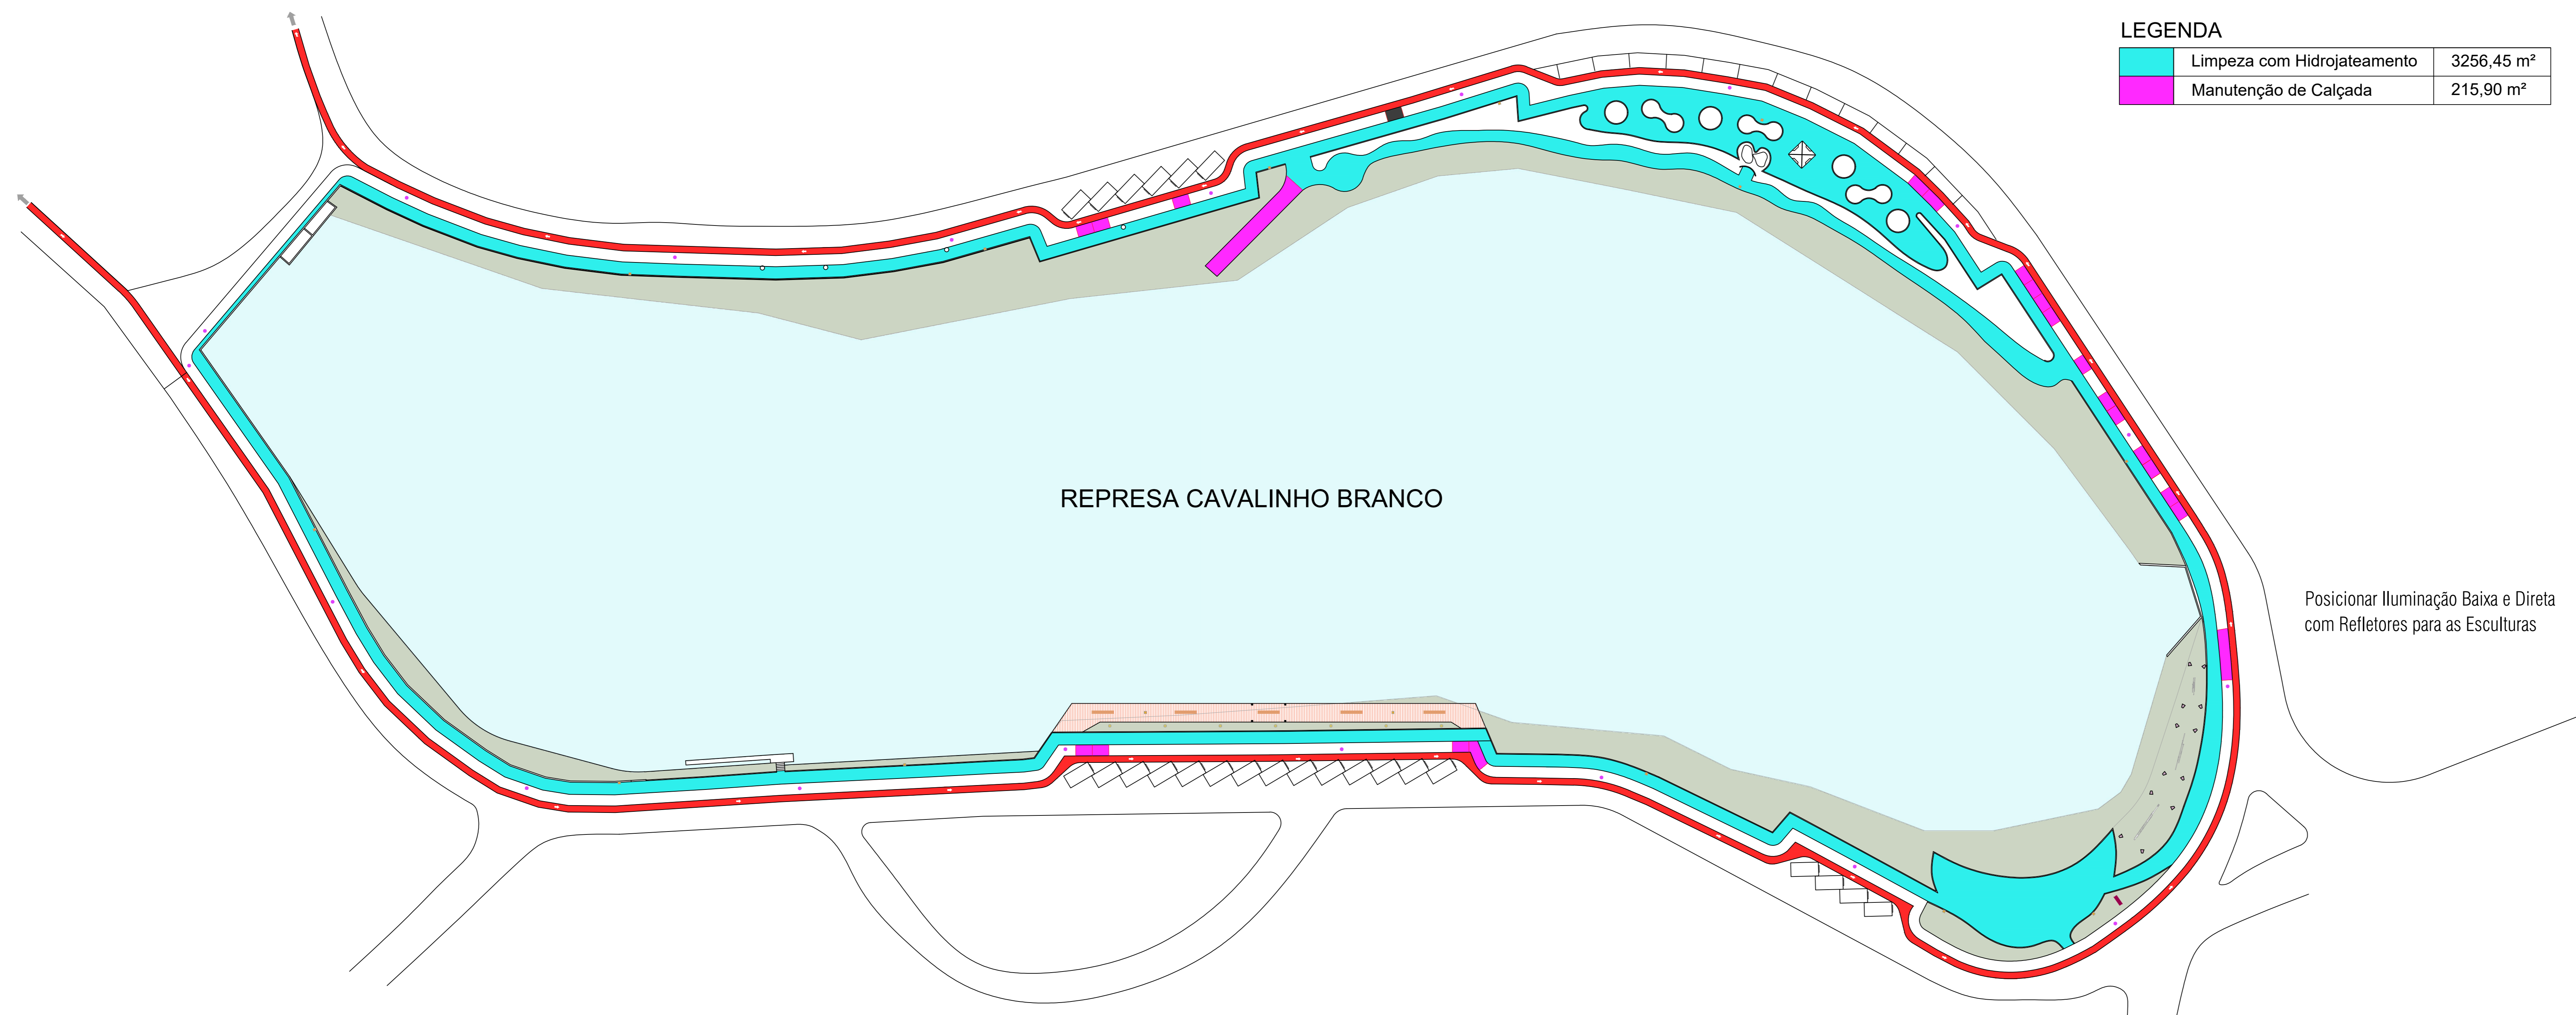 LEGENDA
Limpeza com Hidrojateamento 3256,45 m²
Manutenção de Calçada 215,90 m²
REPRESA CAVALINHO BRANCO
Posicionar Iluminação Baixa e Direta
com Refletores para as Esculturas